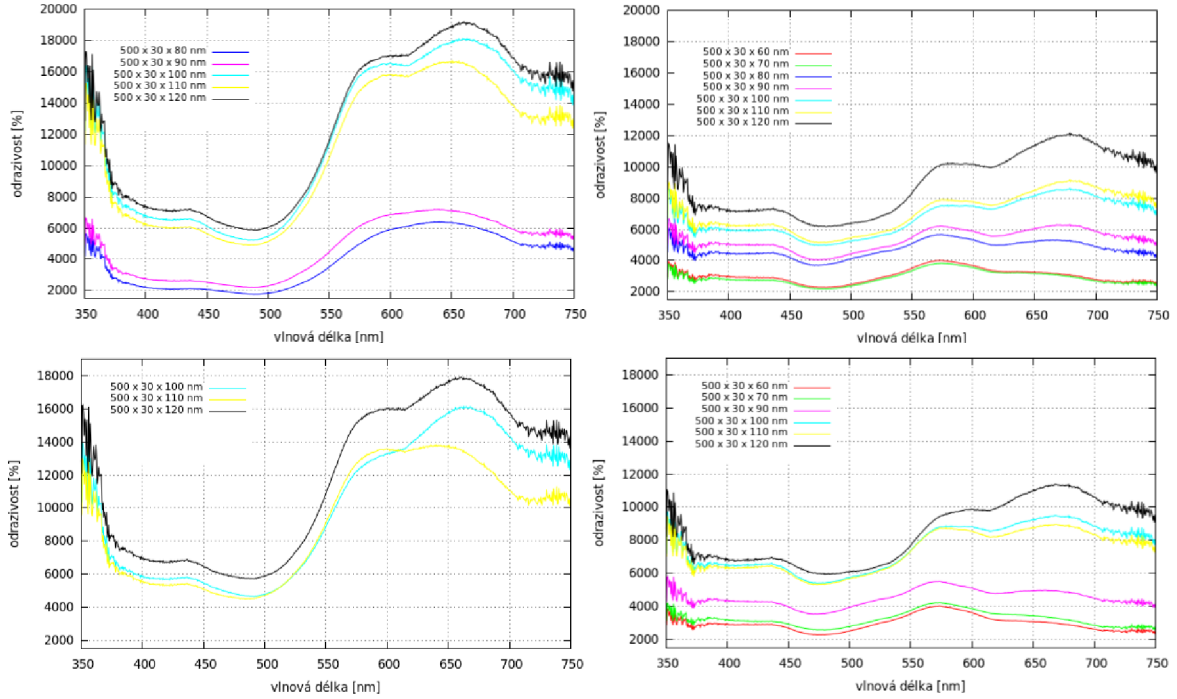 20000
18000
16000
14000
12000
10000
8000
6000
4000
2000
odrazivost [%]
500 x 30 x 80 nm
500 x 30 x 90 nm
500 x 30 x 100 nm
500 x 30 x 110 nm
500 x 30 x 120 nm
350 400 450 500 550 600 650 700 750
vlnová délka [nm]
20000
18000
16000
14000
12000
10000
8000
6000
4000
2000
odrazivost [%]
500 x 30 x 60 nm
500 x 30 x 70 nm
500 x 30 x 80 nm
500 x 30 x 90 nm
500 x 30 x 100 nm
500 x 30 x 110 nm
500 x 30 x 120 nm
350 400 450 500 550 600 650 700 750
vlnová délka [nm]
18000
16000
14000
12000
10000
8000
6000
4000
2000
odrazivost [%]
500 x 30 x 100 nm
500 x 30 x 110 nm
500 x 30 x 120 nm
350 400 450 500 550 600 650 700 750
vlnová délka [nm]
18000
16000
14000
12000
10000
8000
6000
4000
2000
odrazivost [%]
500 x 30 x 60 nm
500 x 30 x 70 nm
500 x 30 x 90 nm
500 x 30 x 100 nm
500 x 30 x 110 nm
500 x 30 x 120 nm
350 400 450 500 550 600 650 700 750
vlnová délka [nm]